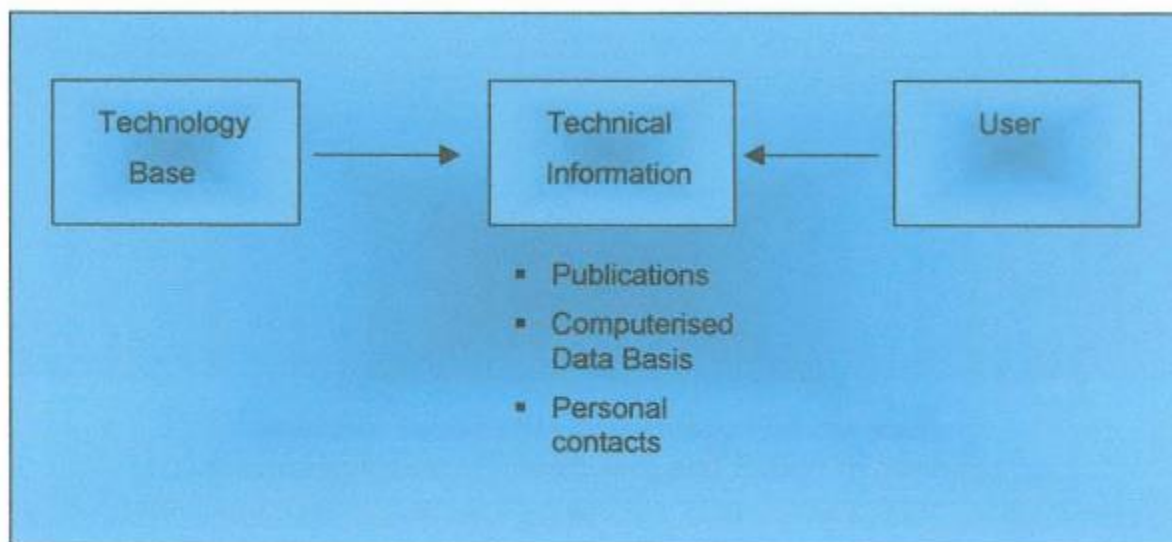 Technology
Base
Technical
Information
User
▪ Publications
▪ Computerised
Data Basis
▪ Personal
contacts